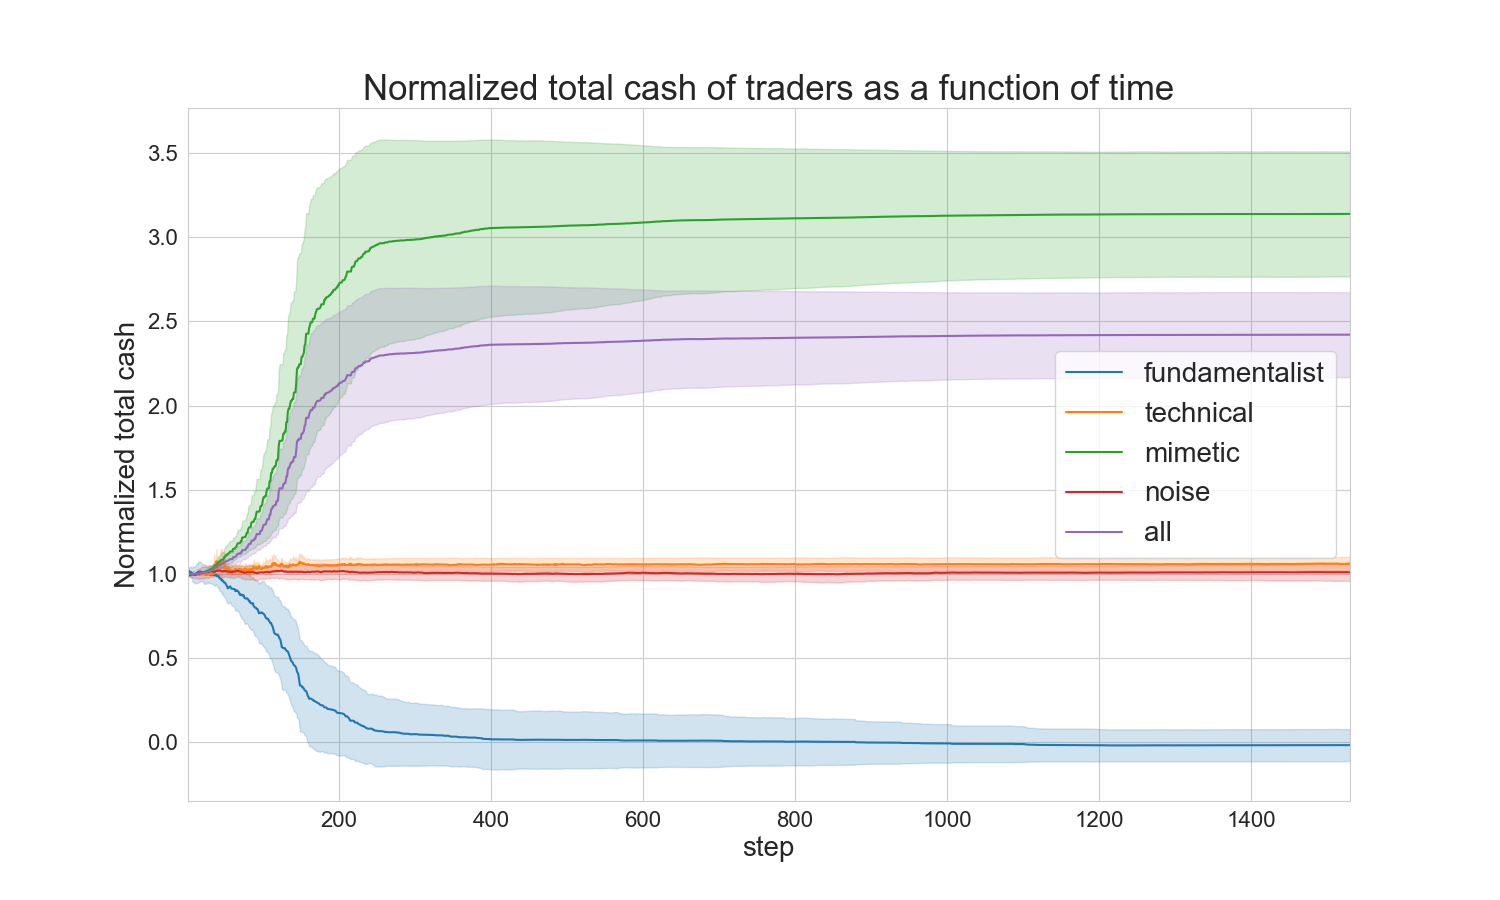 Normalized total cash of traders as a function of time
Normalized total cash
3.5
3.0
2.5
2.0
1.5
1.0
0.5
0.0
fundamentalist
technical
mimetic
noise
all
200 400 600 800 1000 1200 1400
step